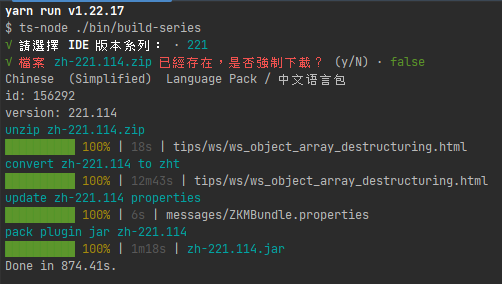 yarn run v1.22.17
$ ts-node ./bin/build-series
√ 請選擇 IDE 版本系列： · 221
√ 檔案 zh-221.114.zip 已經存在，是否強制下載？ (y/N) · false
Chinese (Simplified) Language Pack / 中文语言包
id: 156292
version: 221.114
unzip zh-221.114.zip
100% | 18s | tips/ws/ws_object_array_destructuring.html
convert zh-221.114 to zht
100% | 12m43s | tips/ws/ws_object_array_destructuring.html
update zh-221.114 properties
100% | 6s | messages/ZKMBundle.properties
pack plugin jar zh-221.114
100% | 1m18s | zh-221.114.jar
Done in 874.41s.